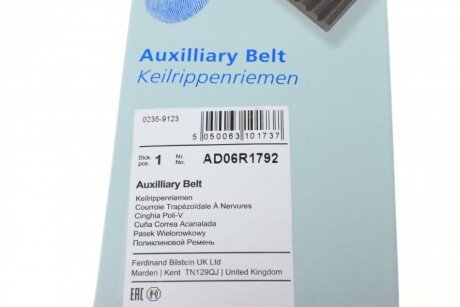 Auxilliary Belt
Keilrippenriemen
0235-9123
5 050063 101737
Stck. pcs. 1 Nr. No. AD06R1792
Auxilliary Belt
Keilrippenriemen
Courroie Trapézoïdale À Nervures
Cinghia Poli-V
Cuña Correa Acanalada
Pasek Wielorowkowy
Поликлиновой Ремень
Ferdinand Bilstein UK Ltd
Marden | Kent TN129QJ | United Kingdom
EAC